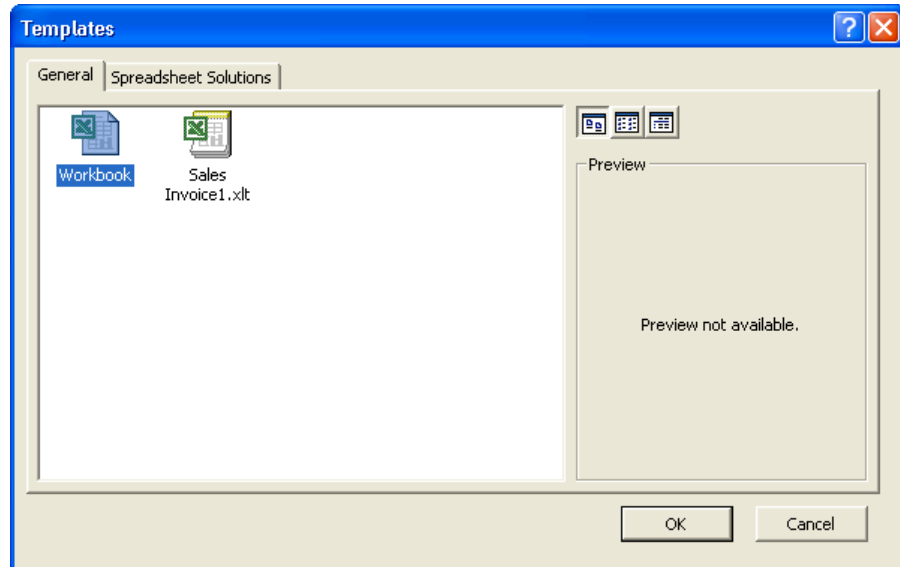 Templates
General
Spreadsheet Solutions
Workbook
Sales
Invoice1.xlt
Preview
Preview not available.
OK
Cancel